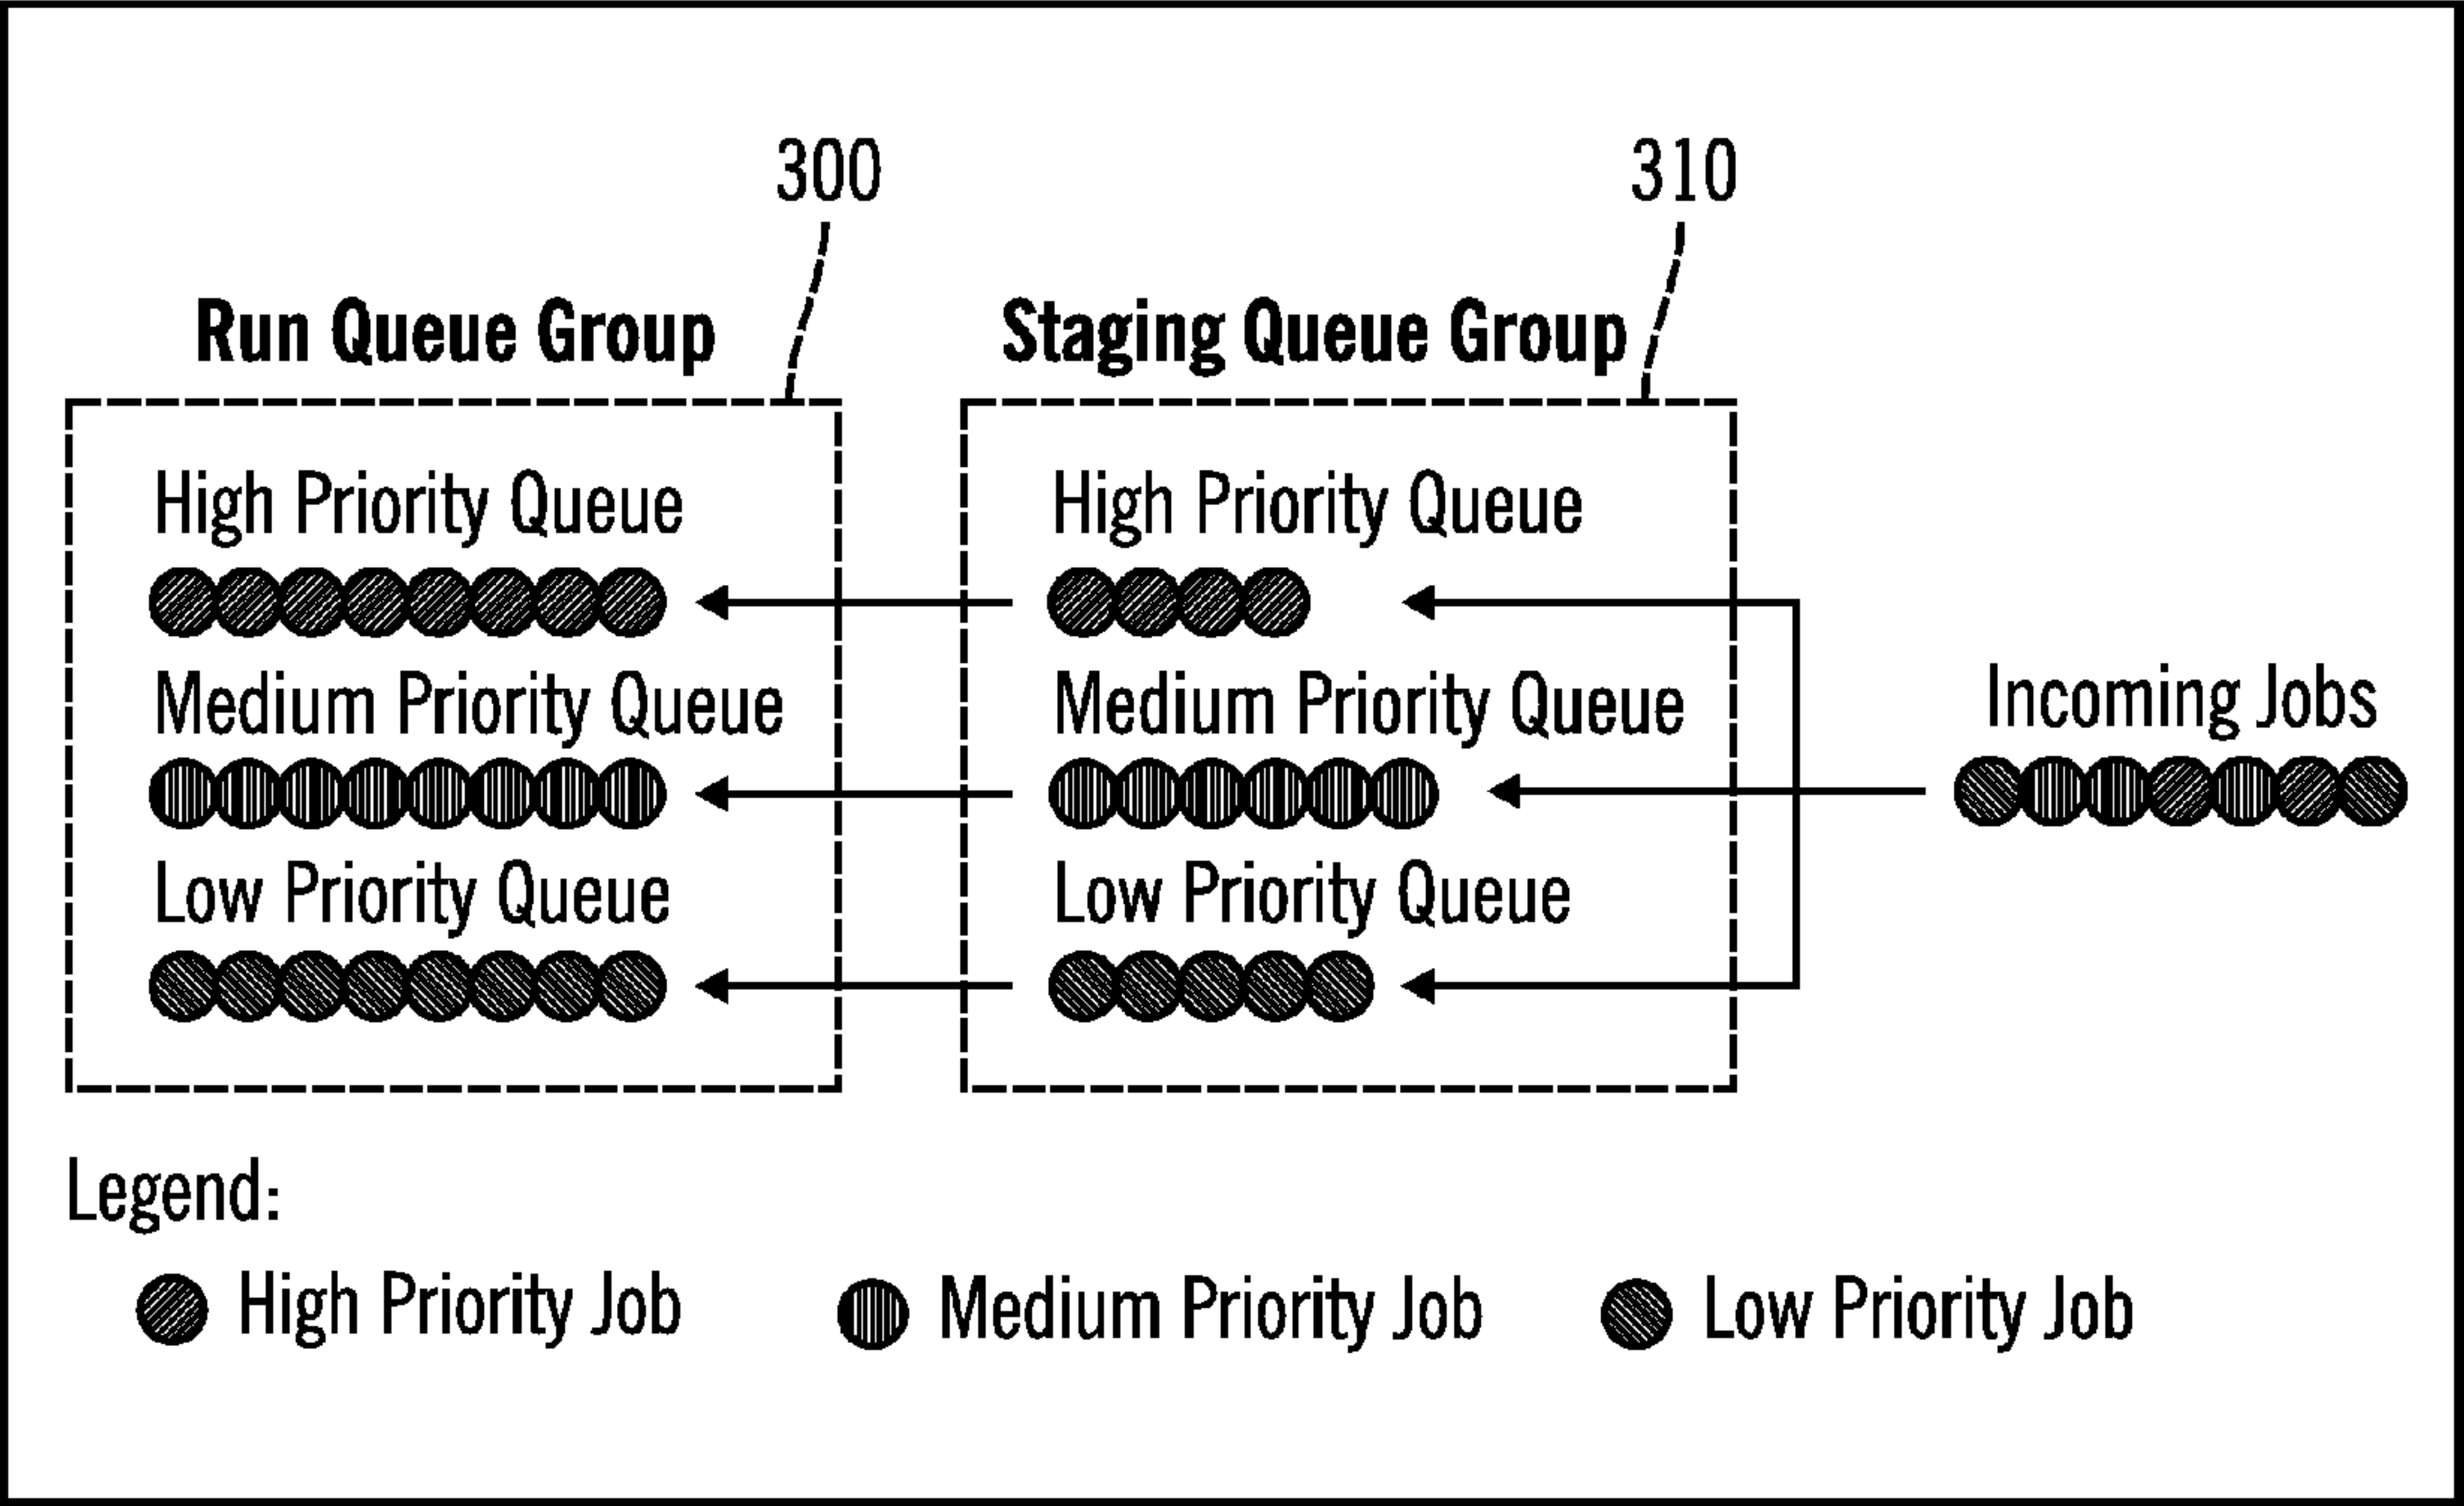 300
310
Run Queue Group
Staging Queue Group
High Priority Queue
High Priority Queue
Medium Priority Queue
Medium Priority Queue
Incoming Jobs
Low Priority Queue
Low Priority Queue
Legend:
High Priority Job
Medium Priority Job
Low Priority Job